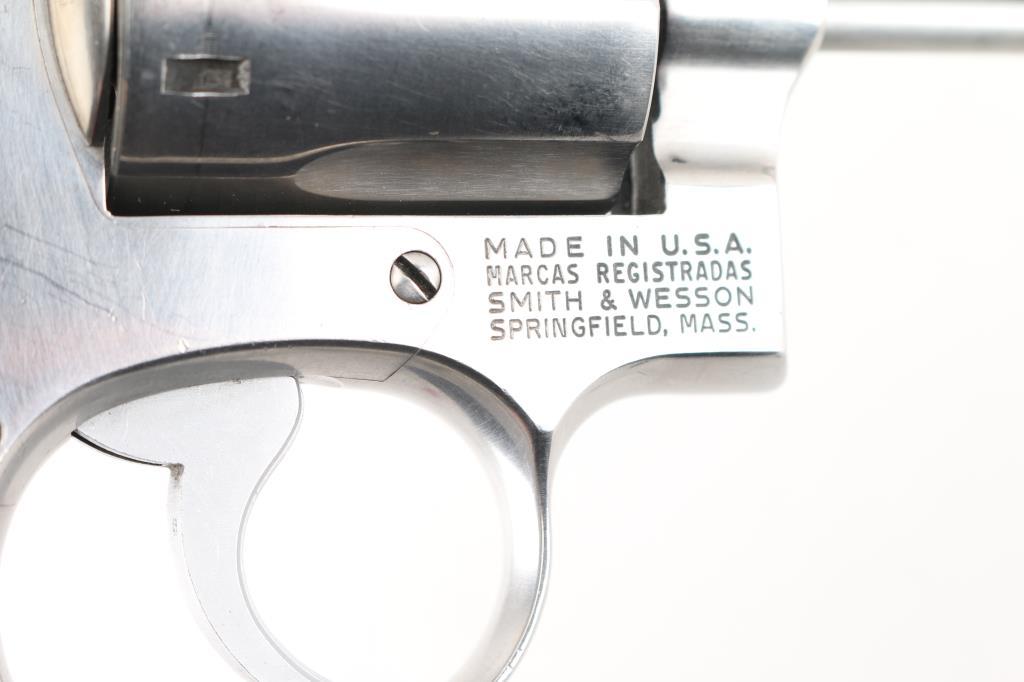 MADE IN U.S.A.
MARCAS REGISTRADAS
SMITH & WESSON
SPRINGFIELD, MASS.